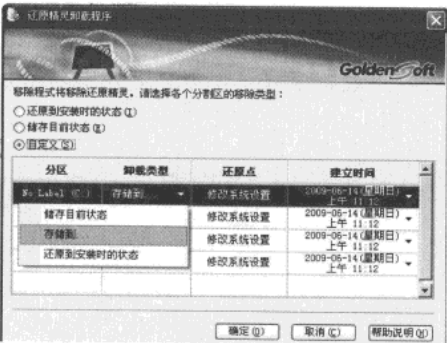 还原精灵卸载程序
GoldenSoft
移除程式将移除还原精灵，请选择各个分割区的移除类型：
还原到安装时的状态(I)
储存目前状态(E)
自定义(S)
分区 卸载类型 还原点 建立时间
No Label (C:) 存储到 修改系统设置 2009-06-14(星期日) 上午 11:12
储存目前状态 修改系统设置 2009-06-14(星期日) 上午 11:12
存储到 修改系统设置 2009-06-14(星期日) 上午 11:12
还原到安装时的状态 修改系统设置 2009-06-14(星期日) 上午 11:12
确定(O) 取消(C) 帮助说明(H)